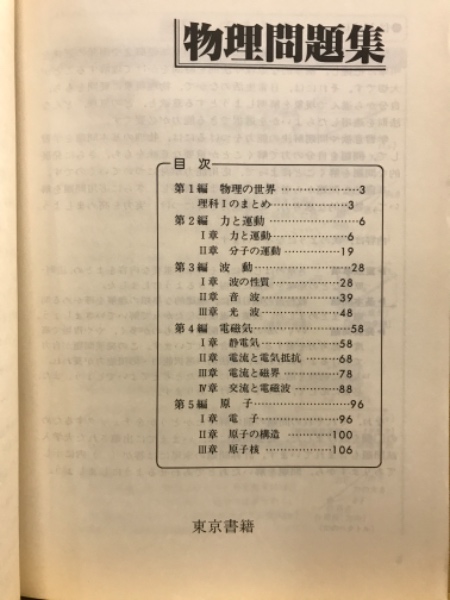 物理問題集
目次
第1編 物理の世界 …………………3
理科Ⅰのまとめ…………………3
第2編 力と運動 ……………………6
Ⅰ章 力と運動…………………6
Ⅱ章 分子の運動………………19
第3編 波動…………………………28
Ⅰ章 波の性質…………………28
Ⅱ章 音波………………………39
Ⅲ章 光波………………………48
第4編 電磁気………………………58
Ⅰ章 静電気……………………58
Ⅱ章 電流と電気抵抗 ………68
Ⅲ章 電流と磁界………………78
Ⅳ章 交流と電磁波……………88
第5編 原子…………………………96
Ⅰ章 電子………………………96
Ⅱ章 原子の構造 ……………100
Ⅲ章 原子核……………………106
東京書籍